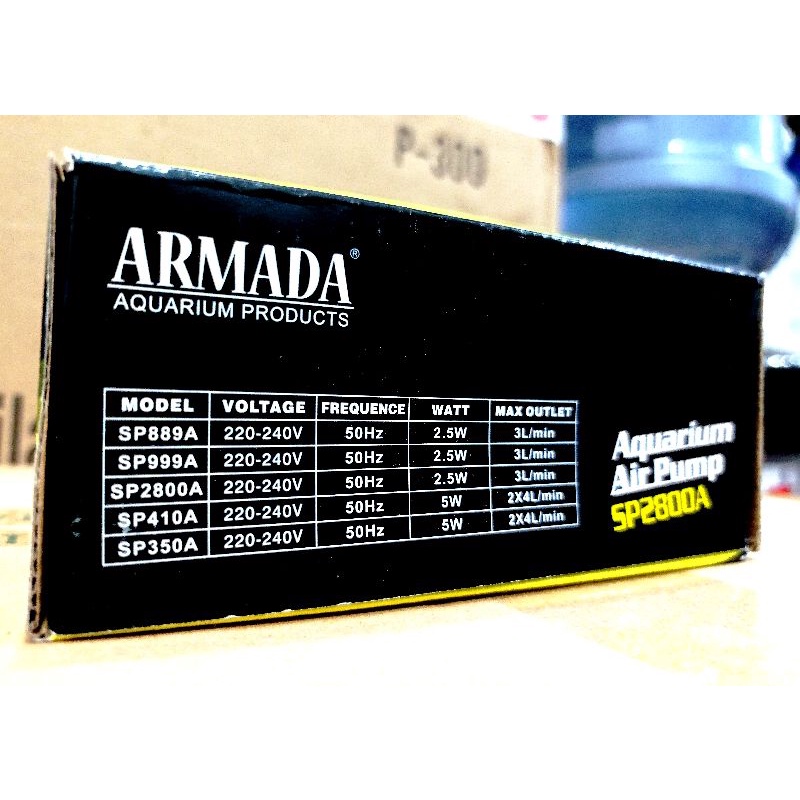 P-300
ARMADA®
AQUARIUM PRODUCTS
MODEL VOLTAGE FREQUENCE WATT MAX OUTLET
SP889A 220-240V 50Hz 2.5W 3L/min
SP999A 220-240V 50Hz 2.5W 3L/min
SP2800A 220-240V 50Hz 2.5W 3L/min
SP410A 220-240V 50Hz 5W 2X4L/min
SP350A 220-240V 50Hz 5W 2X4L/min
Aquarium
Air Pump
SP2800A